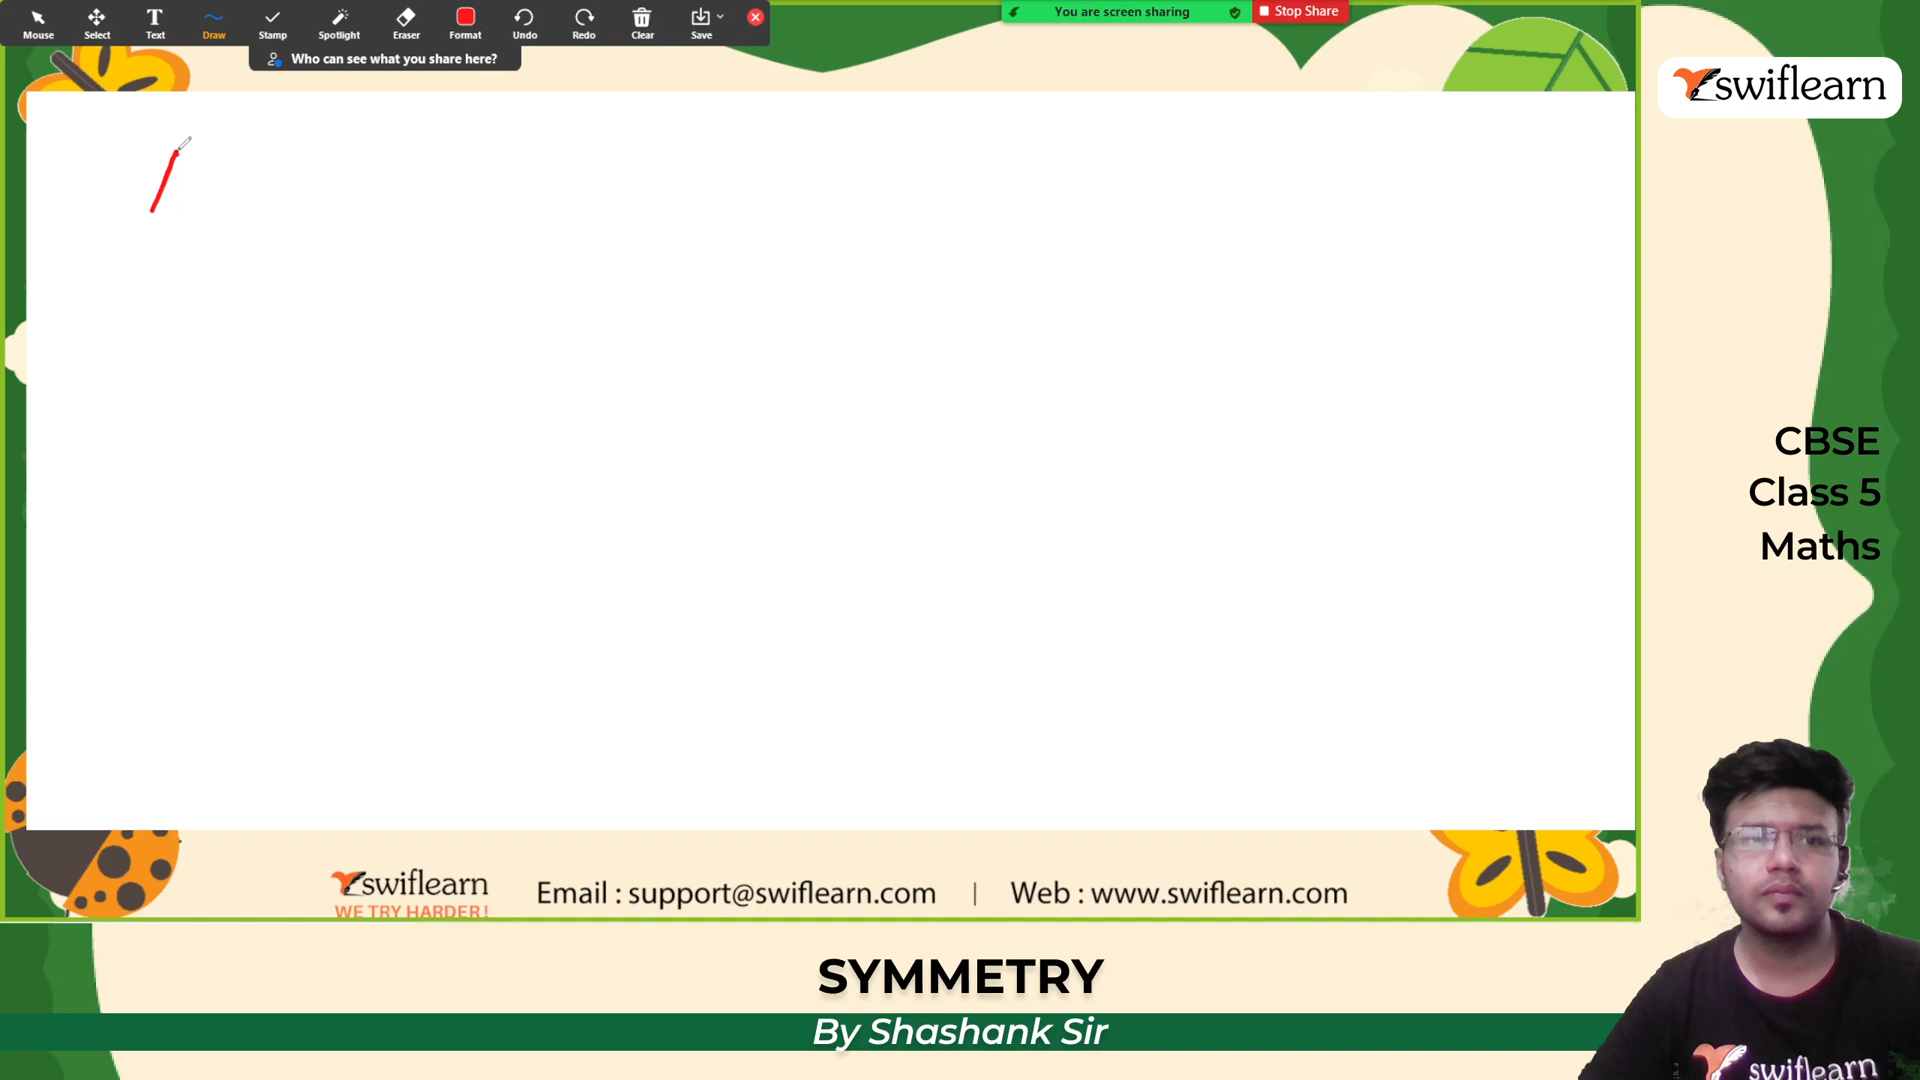 Mouse Select Text Draw Stamp Spotlight Eraser Format Undo Redo Clear Save
You are screen sharing Stop Share
Who can see what you share here?
swiflearn
CBSE
Class 5
Maths
swiflearn
WE TRY HARDER !
Email : support@swiflearn.com | Web : www.swiflearn.com
SYMMETRY
By Shashank Sir
swiflearn